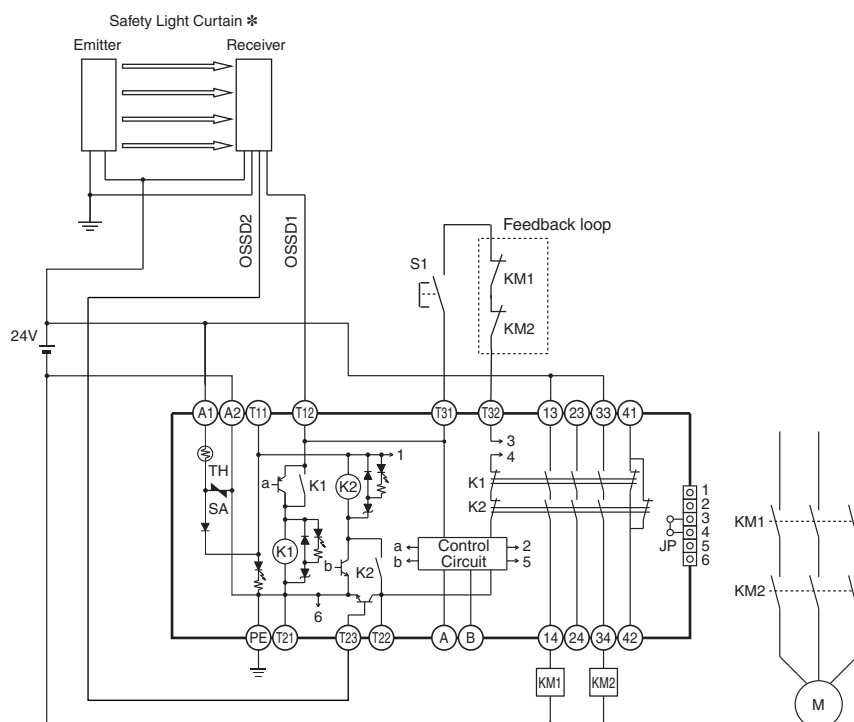 Safety Light Curtain *
Emitter
Receiver
OSSD2
OSSD1
Feedback loop
S1
KM1
KM2
24V
A1
A2
T11
T12
T31
T32
13
23
33
41
TH
SA
a
K1
K2
1
3
4
K1
K2
K1
b
K2
a
b
Control
Circuit
2
5
6
JP
1
2
3
4
5
6
PE
T21
T23
T22
A
B
14
24
34
42
KM1
KM2
KM1
KM2
M